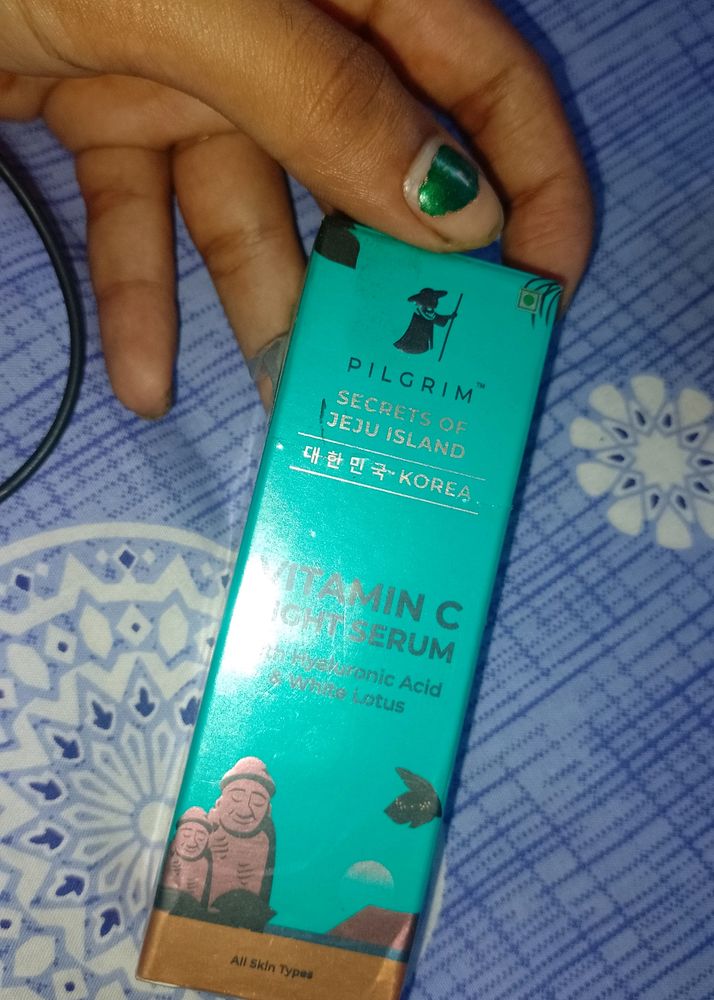 PILGRIM™
SECRETS OF
JEJU ISLAND
대한민국 KOREA
VITAMIN C
NIGHT SERUM
with Hyaluronic Acid
& White Lotus
All Skin Types